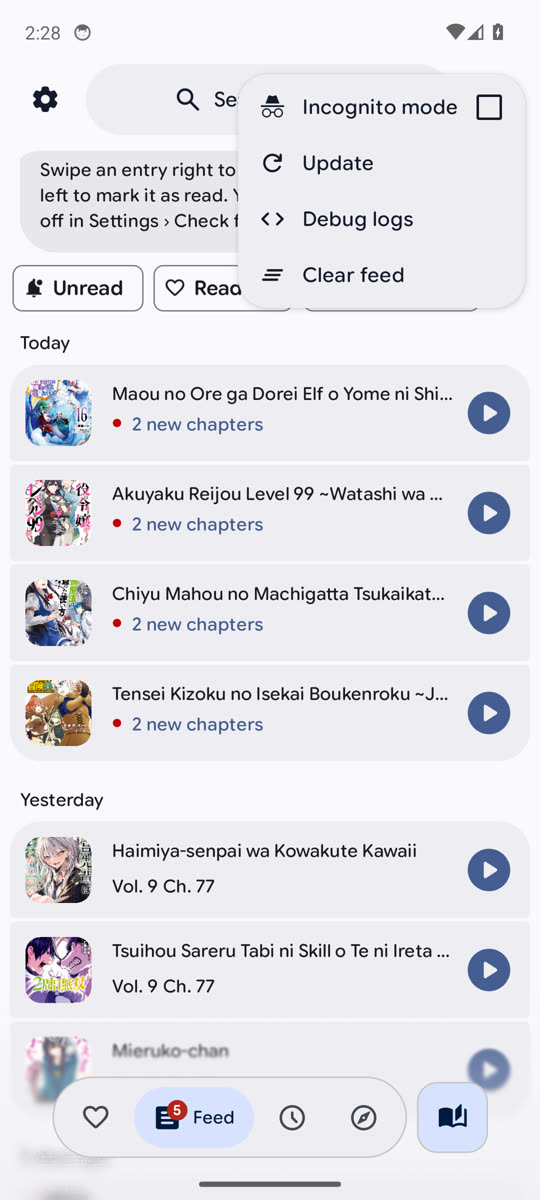 2:28
Se
Incognito mode
Update
Debug logs
Clear feed
Swipe an entry right to
left to mark it as read. Y
off in Settings › Check f
Unread
Read
Today
Maou no Ore ga Dorei Elf o Yome ni Shi...
2 new chapters
16
Akuyaku Reijou Level 99 ~Watashi wa ...
2 new chapters
Chiyu Mahou no Machigatta Tsukaikat...
2 new chapters
Tensei Kizoku no Isekai Boukenroku ~J...
2 new chapters
Yesterday
Haimiya-senpai wa Kowakute Kawaii
Vol. 9 Ch. 77
Tsuihou Sareru Tabi ni Skill o Te ni Ireta ...
Vol. 9 Ch. 77
Mieruko-chan
5
Feed